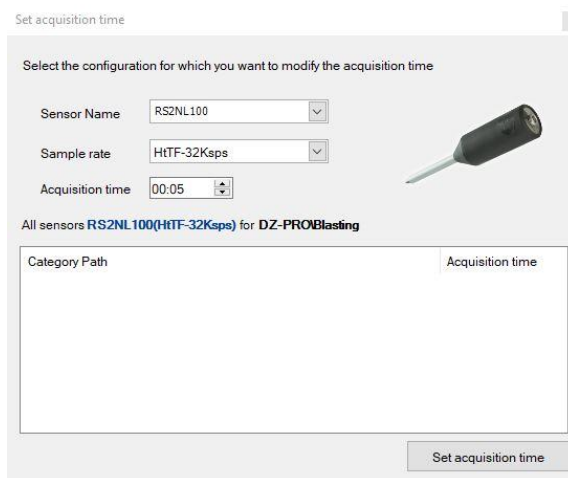 Set acquisition time
Select the configuration for which you want to modify the acquisition time
Sensor Name RS2NL100
Sample rate HtTF-32Ksps
Acquisition time 00:05
All sensors RS2NL100(HtTF-32Ksps) for DZ-PRO\Blasting
Category Path Acquisition time
Set acquisition time